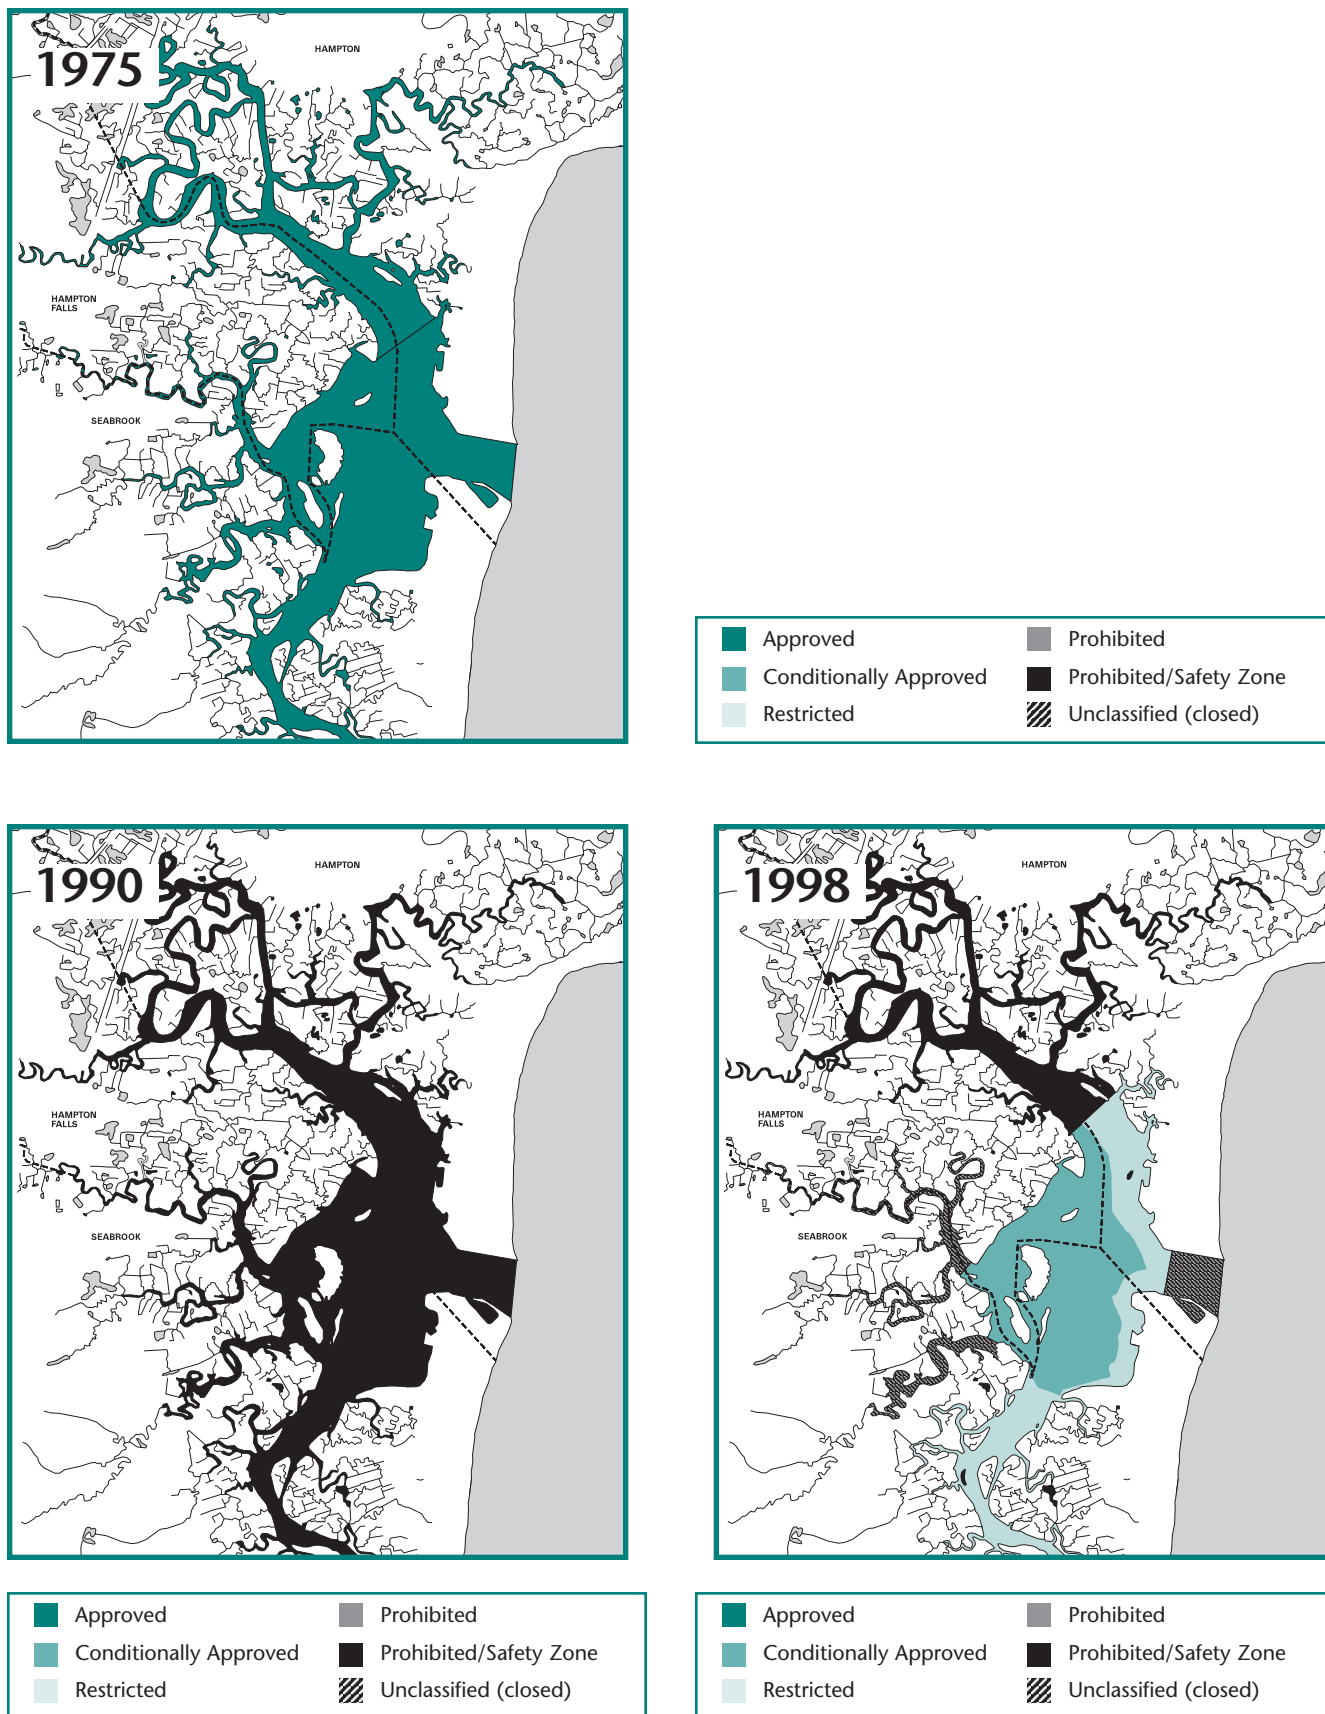 1975
HAMPTON
HAMPTON
FALLS
SEABROOK
Approved
Prohibited
Conditionally Approved
Prohibited/Safety Zone
Restricted
Unclassified (closed)
1990
HAMPTON
HAMPTON
FALLS
SEABROOK
1998
HAMPTON
HAMPTON
FALLS
SEABROOK
Approved
Prohibited
Conditionally Approved
Prohibited/Safety Zone
Restricted
Unclassified (closed)
Approved
Prohibited
Conditionally Approved
Prohibited/Safety Zone
Restricted
Unclassified (closed)